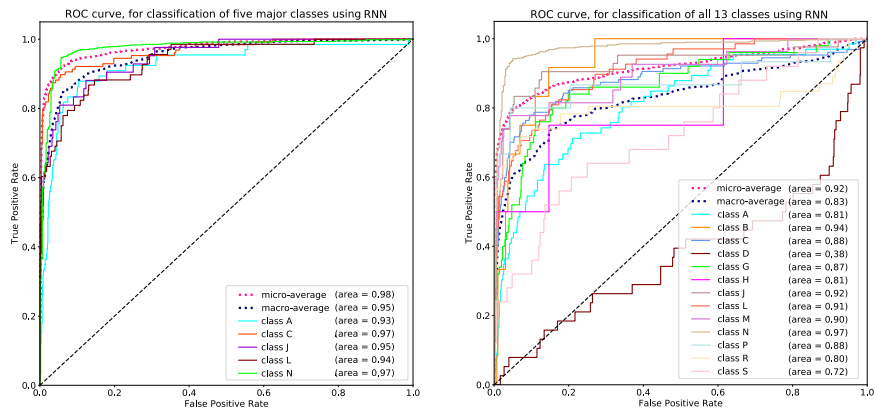 ROC curve, for classification of five major classes using RNN
1.0
0.8
0.6
0.4
0.2
0.0
True Positive Rate
micro-average (area = 0.98)
macro-average (area = 0.95)
class A (area = 0.93)
class C (area = 0.97)
class J (area = 0.95)
class L (area = 0.94)
class N (area = 0.97)
0.0 0.2 0.4 0.6 0.8 1.0
False Positive Rate
ROC curve, for classification of all 13 classes using RNN
1.0
0.8
0.6
0.4
0.2
0.0
True Positive Rate
micro-average (area = 0.92)
macro-average (area = 0.83)
class A (area = 0.81)
class B (area = 0.94)
class C (area = 0.88)
class D (area = 0.38)
class G (area = 0.87)
class H (area = 0.81)
class J (area = 0.92)
class L (area = 0.91)
class M (area = 0.90)
class N (area = 0.97)
class P (area = 0.88)
class R (area = 0.80)
class S (area = 0.72)
0.0 0.2 0.4 0.6 0.8 1.0
False Positive Rate